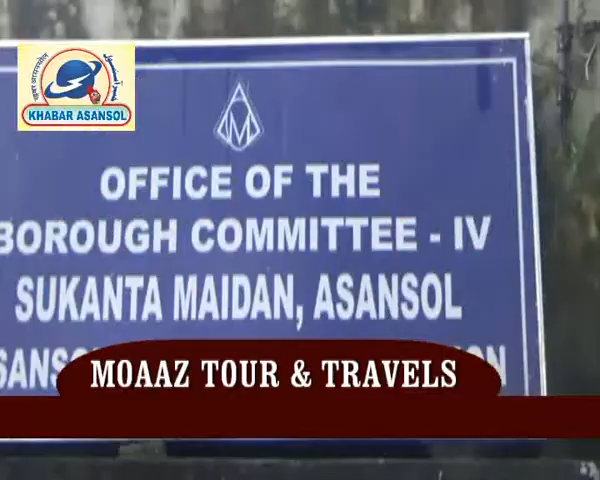 KHABAR ASANSOL
OFFICE OF THE
BOROUGH COMMITTEE - IV
SUKANTA MAIDAN, ASANSOL
MOAAZ TOUR & TRAVELS